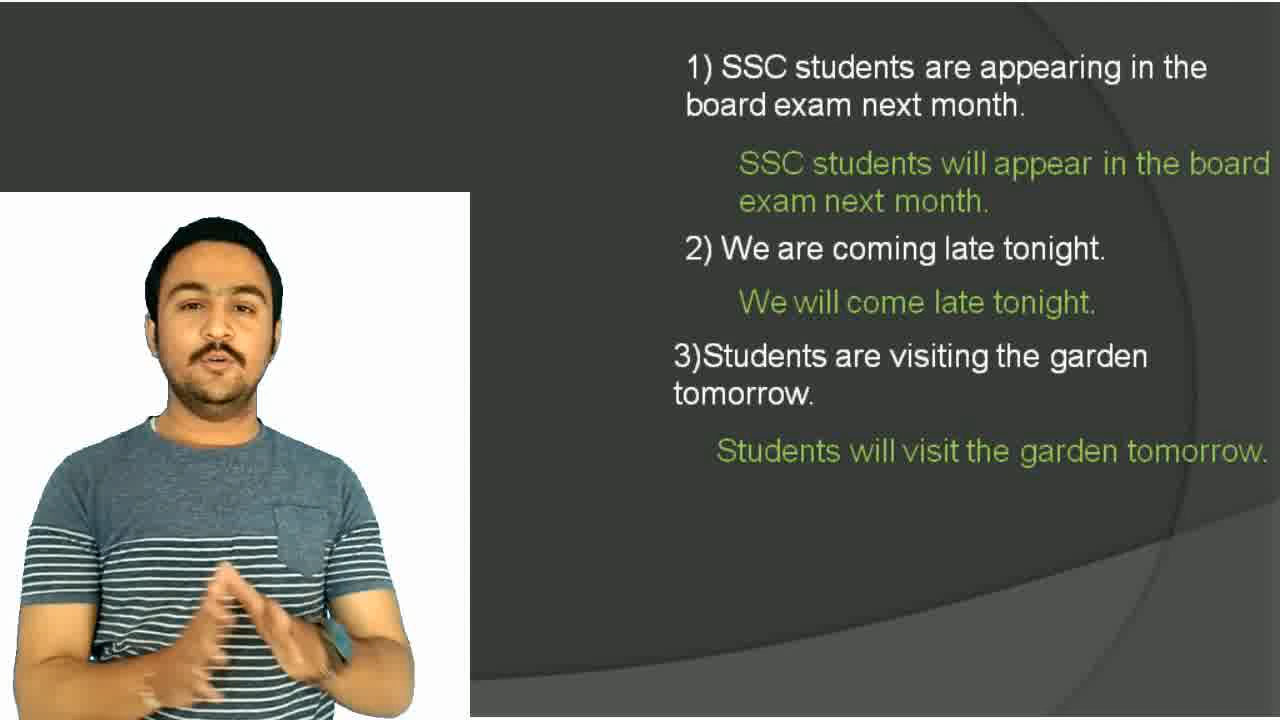 1) SSC students are appearing in the
board exam next month.
SSC students will appear in the board
exam next month.
2) We are coming late tonight.
We will come late tonight.
3)Students are visiting the garden
tomorrow.
Students will visit the garden tomorrow.